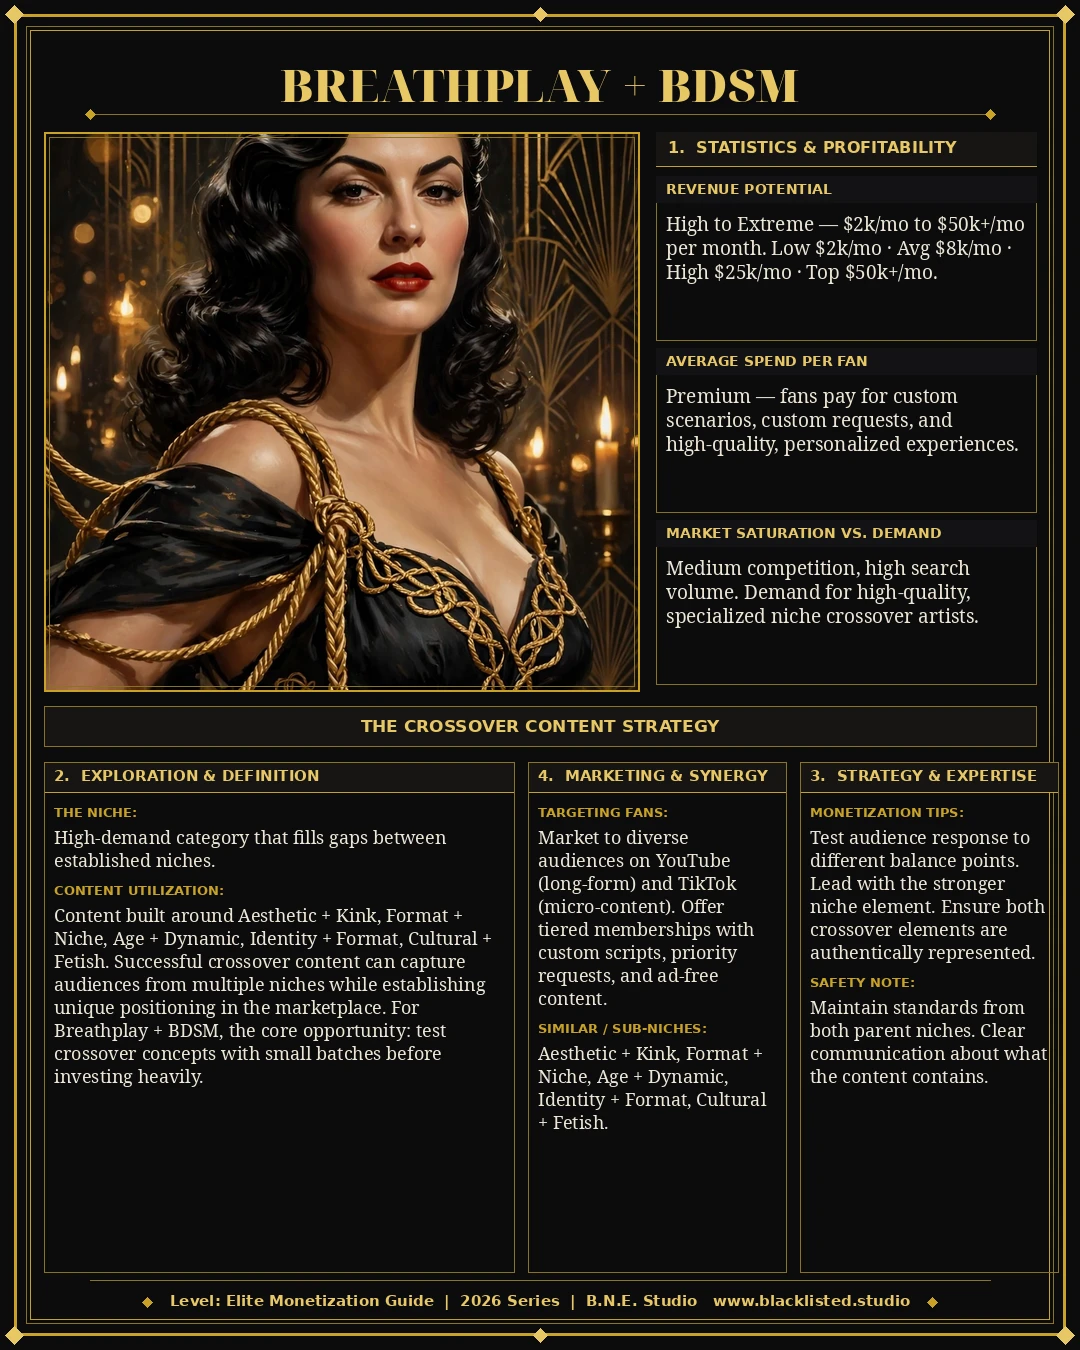 BREATHPLAY + BDSM
1. STATISTICS & PROFITABILITY
REVENUE POTENTIAL
High to Extreme — $2k/mo to $50k+/mo
per month. Low $2k/mo · Avg $8k/mo ·
High $25k/mo · Top $50k+/mo.
AVERAGE SPEND PER FAN
Premium — fans pay for custom
scenarios, custom requests, and
high-quality, personalized experiences.
MARKET SATURATION VS. DEMAND
Medium competition, high search
volume. Demand for high-quality,
specialized niche crossover artists.
THE CROSSOVER CONTENT STRATEGY
2. EXPLORATION & DEFINITION
THE NICHE:
High-demand category that fills gaps between
established niches.
CONTENT UTILIZATION:
Content built around Aesthetic + Kink, Format +
Niche, Age + Dynamic, Identity + Format, Cultural +
Fetish. Successful crossover content can capture
audiences from multiple niches while establishing
unique positioning in the marketplace. For
Breathplay + BDSM, the core opportunity: test
crossover concepts with small batches before
investing heavily.
4. MARKETING & SYNERGY
TARGETING FANS:
Market to diverse
audiences on YouTube
(long-form) and TikTok
(micro-content). Offer
tiered memberships with
custom scripts, priority
requests, and ad-free
content.
SIMILAR / SUB-NICHES:
Aesthetic + Kink, Format +
Niche, Age + Dynamic,
Identity + Format, Cultural
+ Fetish.
3. STRATEGY & EXPERTISE
MONETIZATION TIPS:
Test audience response to
different balance points.
Lead with the stronger
niche element. Ensure both
crossover elements are
authentically represented.
SAFETY NOTE:
Maintain standards from
both parent niches. Clear
communication about what
the content contains.
Level: Elite Monetization Guide | 2026 Series | B.N.E. Studio www.blacklisted.studio